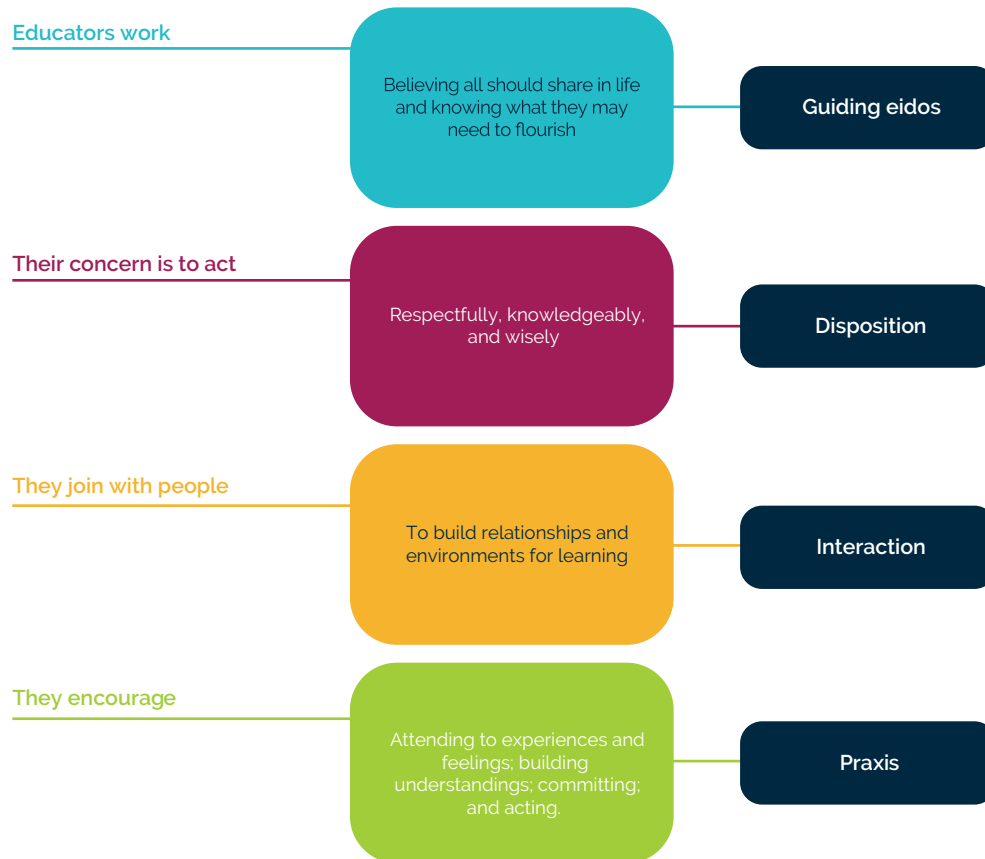 Educators work
Believing all should share in life
and knowing what they may
need to flourish
Guiding eidos
Their concern is to act
Respectfully, knowledgeably,
and wisely
Disposition
They join with people
To build relationships and
environments for learning
Interaction
They encourage
Attending to experiences and
feelings; building
understandings; committing;
and acting.
Praxis